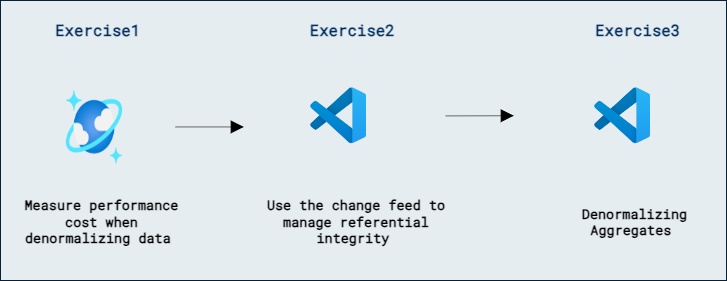 Exercise1
Exercise2
Exercise3
Measure performance
cost when
denormalizing data
Use the change feed to
manage referential
integrity
Denormalizing
Aggregates